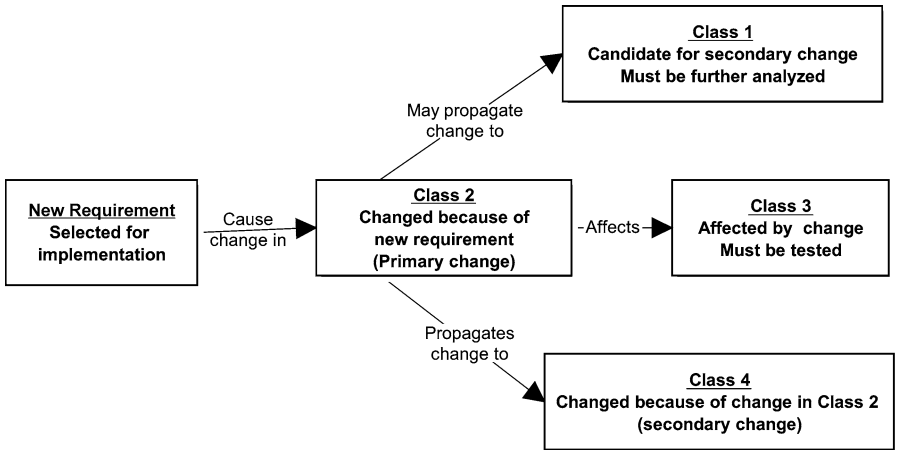 Class 1
Candidate for secondary change
Must be further analyzed
May propagate
change to
New Requirement
Selected for
implementation
Cause
change in
Class 2
Changed because of
new requirement
(Primary change)
Affects
Class 3
Affected by change
Must be tested
Propagates
change to
Class 4
Changed because of change in Class 2
(secondary change)